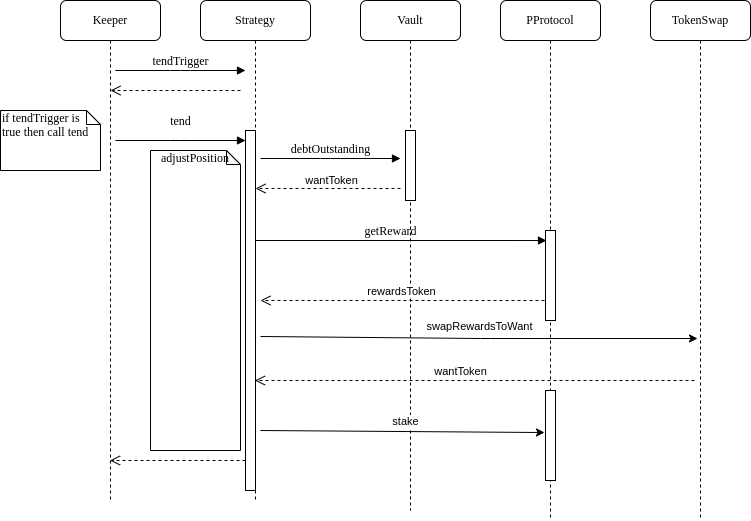 Keeper
Strategy
Vault
PProtocol
TokenSwap
tendTrigger
if tendTrigger is
true then call tend
tend
debtOutstanding
adjustPosition
wantToken
getReward
rewardsToken
swapRewardsToWant
wantToken
stake